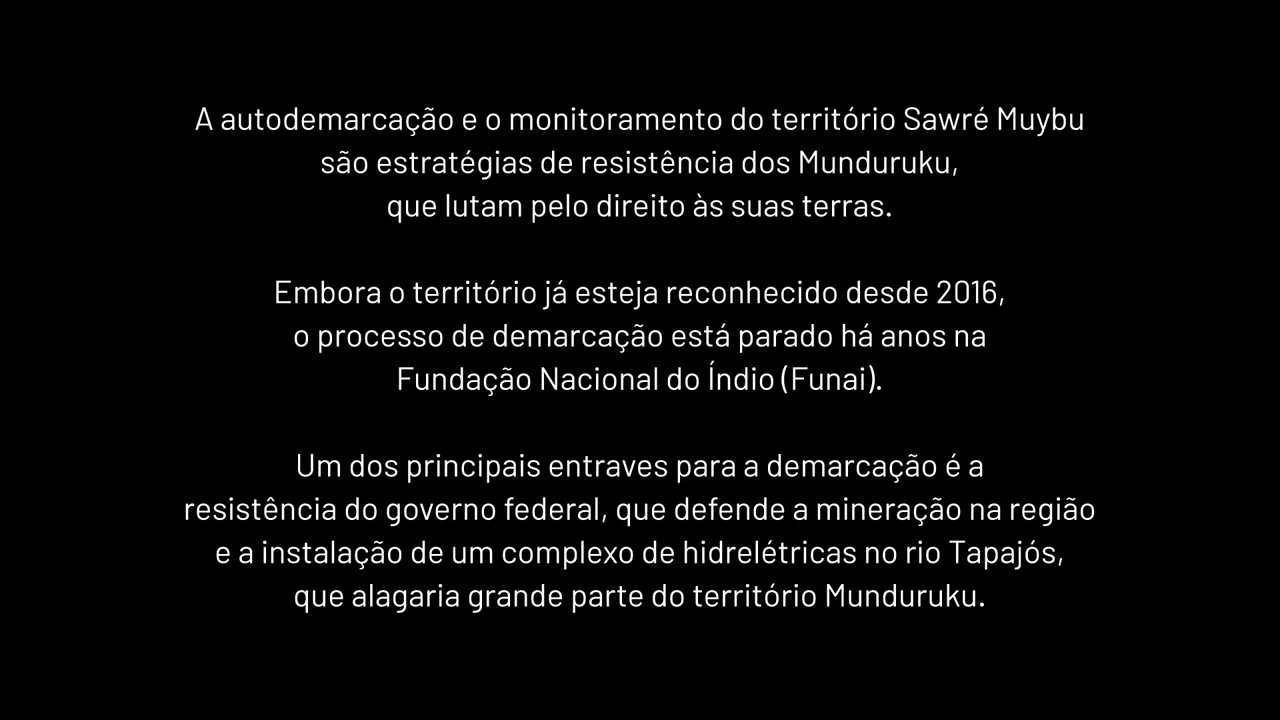 A autodemarcação e o monitoramento do território Sawré Muybu
são estratégias de resistência dos Munduruku,
que lutam pelo direito às suas terras.
Embora o território já esteja reconhecido desde 2016,
o processo de demarcação está parado há anos na
Fundação Nacional do Índio (Funai).
Um dos principais entraves para a demarcação é a
resistência do governo federal, que defende a mineração na região
e a instalação de um complexo de hidrelétricas no rio Tapajós,
que alagaria grande parte do território Munduruku.